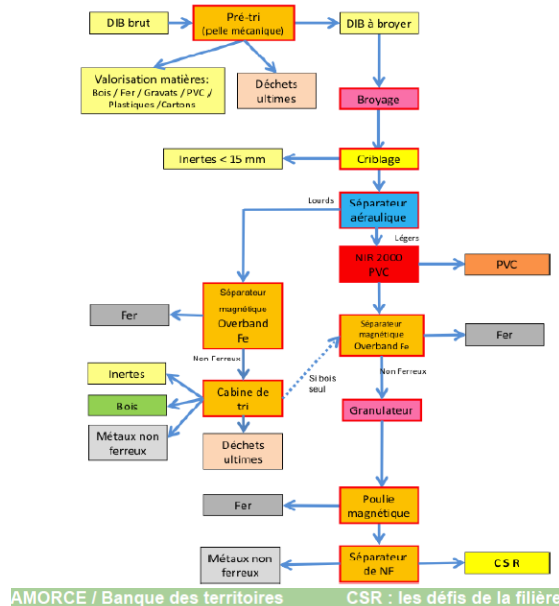 DIB brut
Pré-tri
(pelle mécanique)
DIB à broyer
Valorisation matières:
Bois / Fer / Gravats / PVC /
Plastiques /Cartons
Déchets
ultimes
Broyage
Inertes < 15 mm
Criblage
Lourds
Séparateur
aéraulique
Légers
NIR 2000
PVC
PVC
Fer
Séparateur
magnétique
Overband
Fe
Séparateur
magnétique
Overband Fe
Fer
Non Ferreux
Non Ferreux
Inertes
Si bois
seul
Bois
Cabine de
tri
Granulateur
Métaux non
ferreux
Déchets
ultimes
Fer
Poulie
magnétique
Métaux non
ferreux
Séparateur
de NF
CSR
AMORCE / Banque des territoires
CSR : les défis de la filière